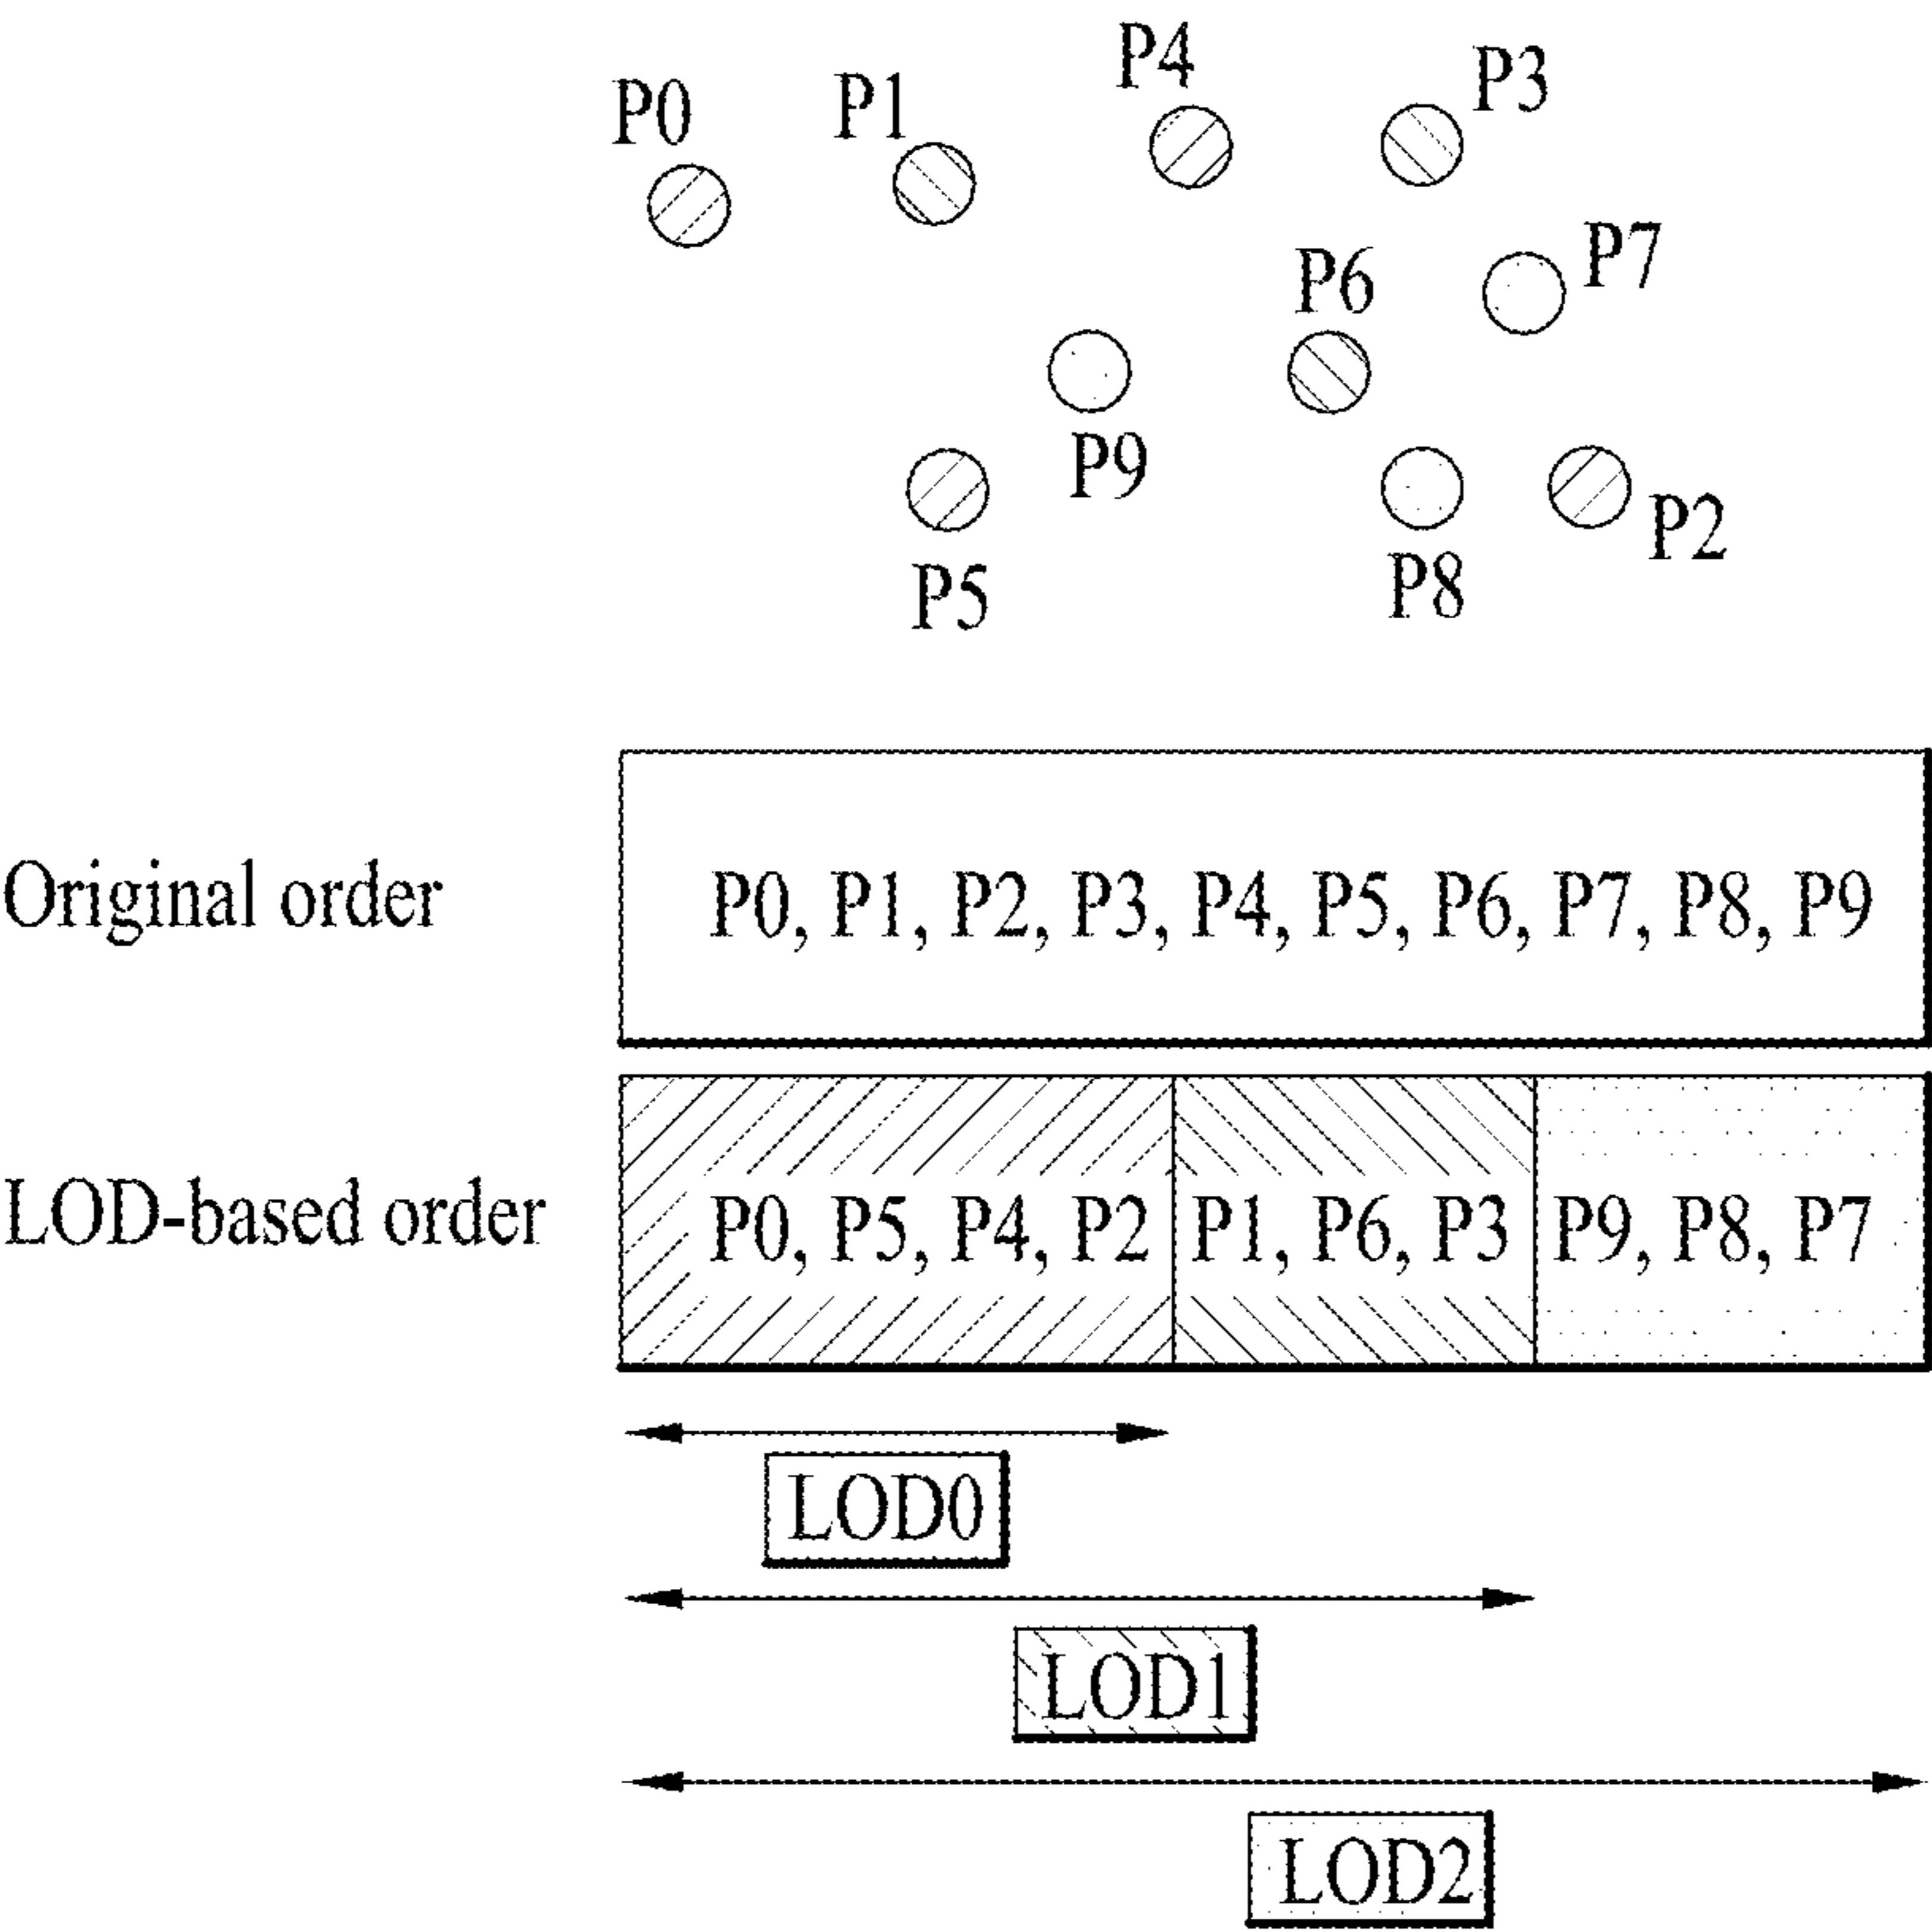 P4
P3
P0
P1
P7
P6
P9
P2
P5
P8
Original order
P0, P1, P2, P3, P4, P5, P6, P7, P8, P9
LOD-based order
P0, P5, P4, P2
P1, P6, P3
P9, P8, P7
LOD0
LOD1
LOD2